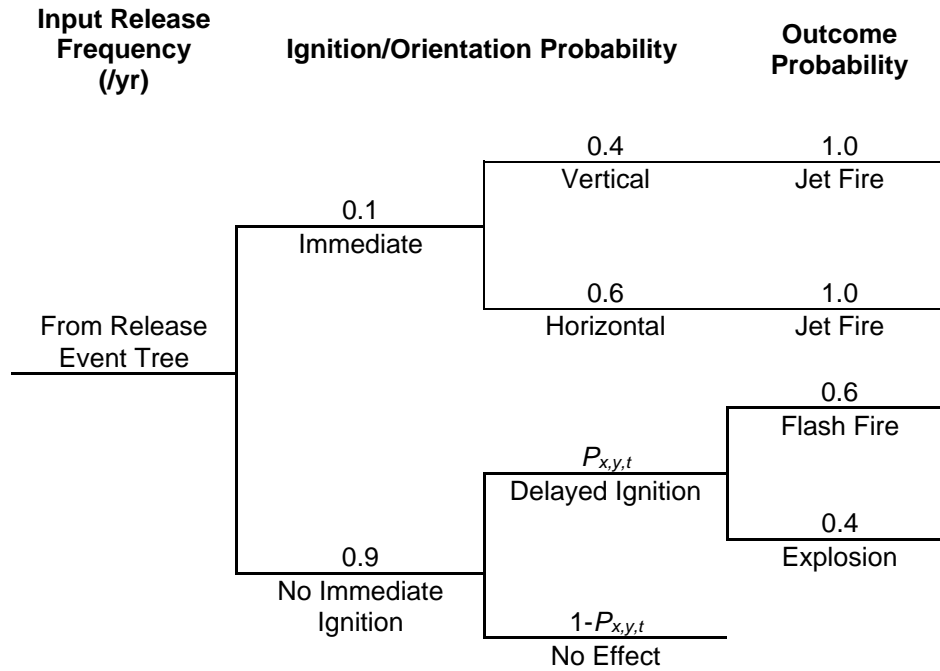 Input Release
Frequency
(/yr)
Ignition/Orientation Probability
Outcome
Probability
0.4
Vertical
1.0
Jet Fire
0.1
Immediate
0.6
Horizontal
1.0
Jet Fire
From Release
Event Tree
0.6
Flash Fire
Px,y,t
Delayed Ignition
0.4
Explosion
0.9
No Immediate
Ignition
1-Px,y,t
No Effect